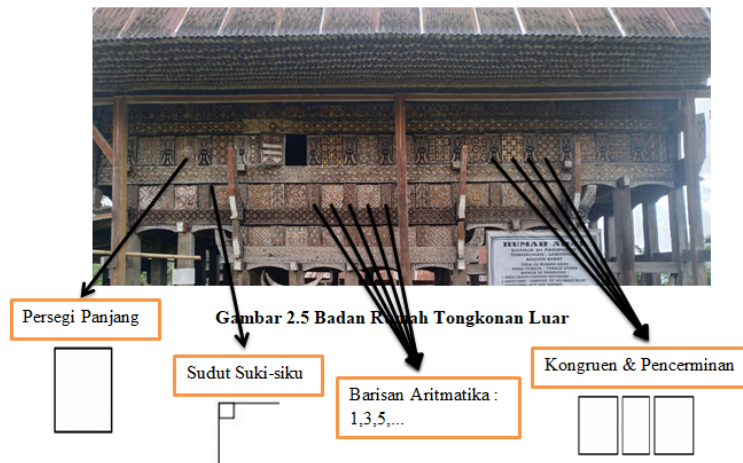 RUMAH ADAT
Persegi Panjang
Gambar 2.5 Badan Rumah Tongkonan Luar
Sudut Suki-siku
Barisan Aritmatika :
1,3,5,...
Kongruen & Pencerminan